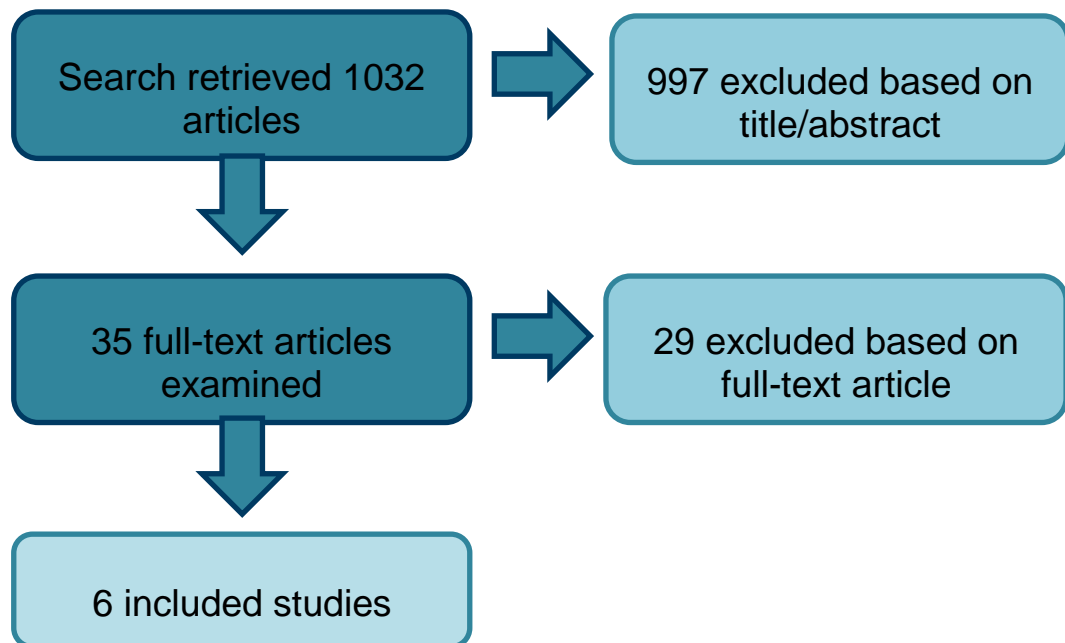 Search retrieved 1032
articles
997 excluded based on
title/abstract
35 full-text articles
examined
29 excluded based on
full-text article
6 included studies